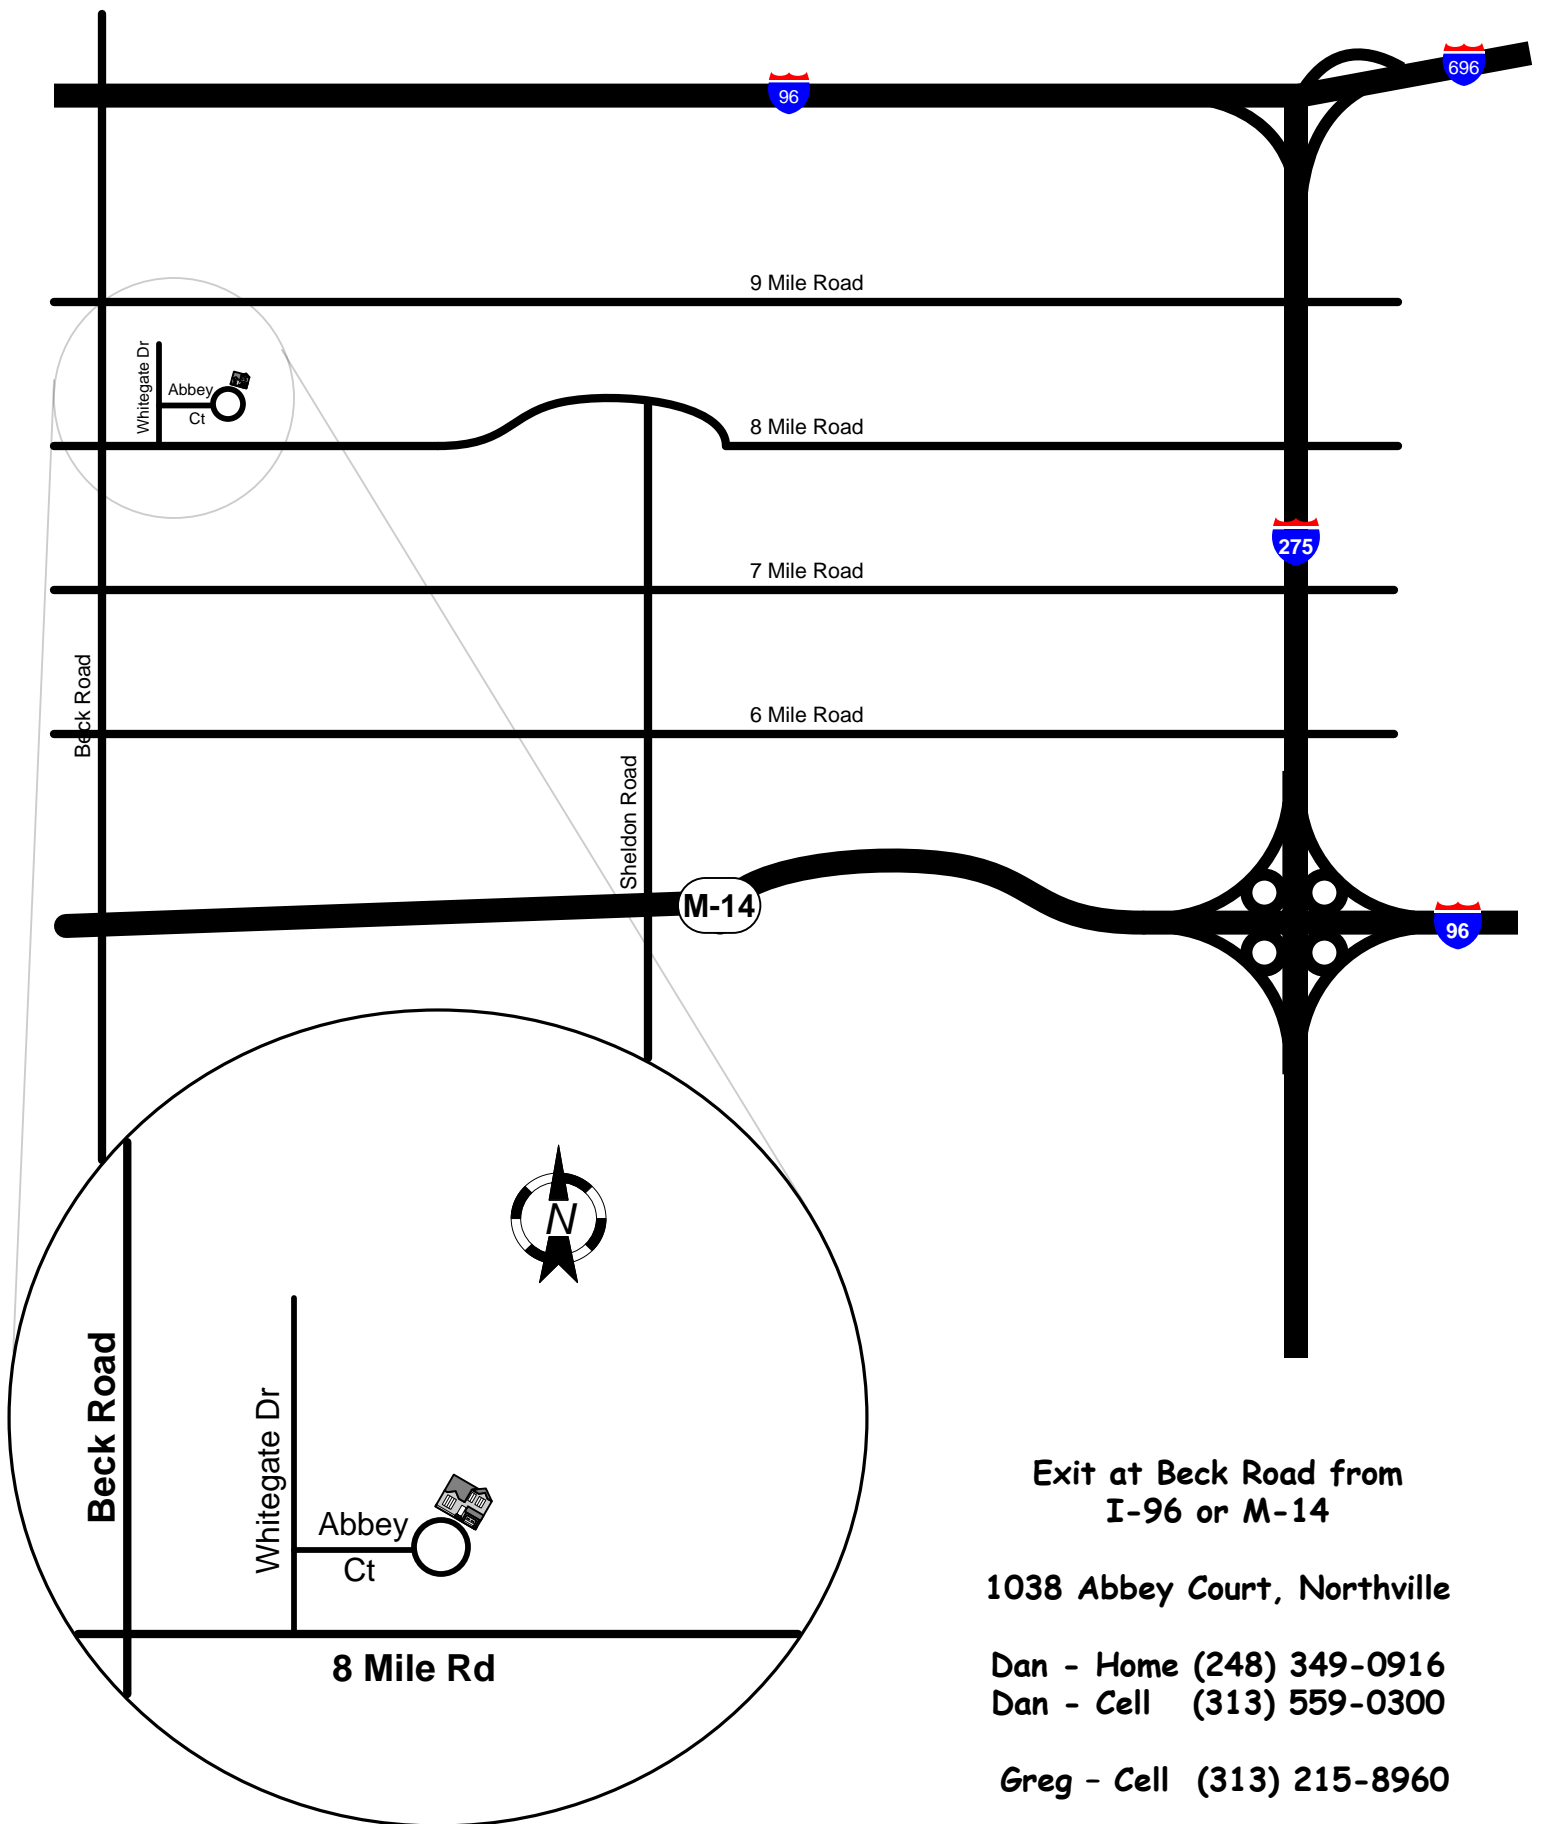 696
96
9 Mile Road
Whitegate Dr
Abbey
Ct
8 Mile Road
275
7 Mile Road
Beck Road
6 Mile Road
Sheldon Road
M-14
96
N
Beck Road
Whitegate Dr
Abbey
Ct
8 Mile Rd
Exit at Beck Road from
I-96 or M-14
1038 Abbey Court, Northville
Dan - Home (248) 349-0916
Dan - Cell (313) 559-0300
Greg – Cell (313) 215-8960